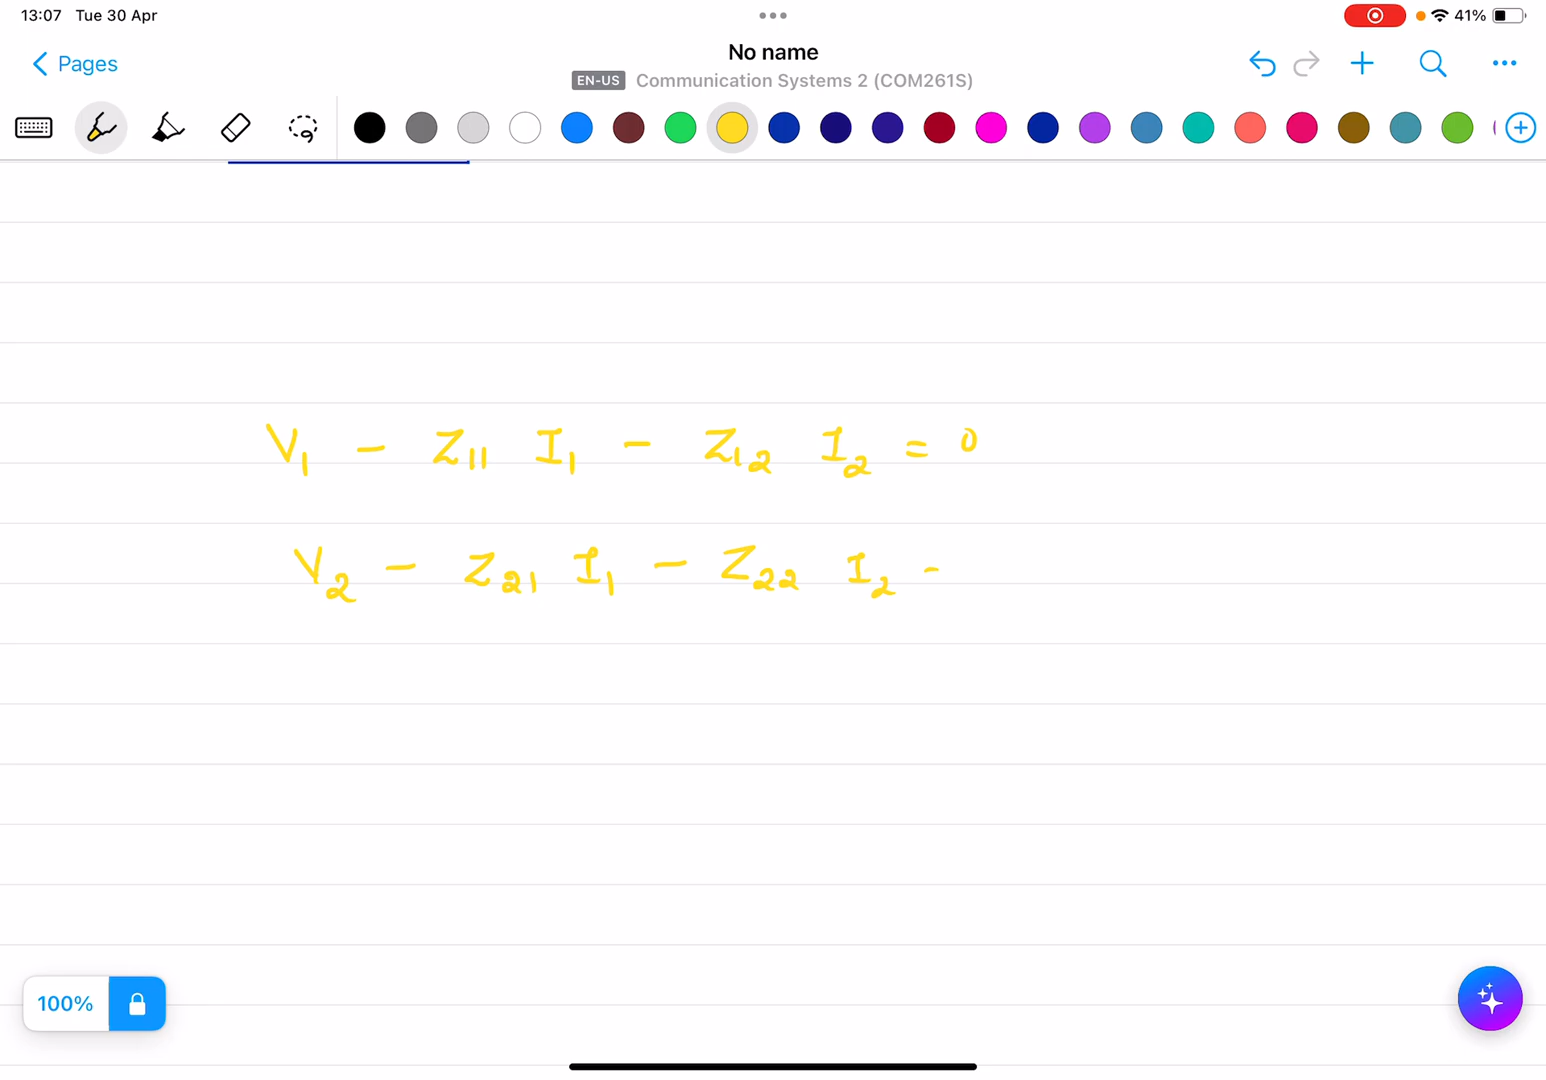 13:07 Tue 30 Apr
41%
Pages
No name
EN-US Communication Systems 2 (COM261S)
V₁ - Z₁₁ I₁ - Z₁₂ I₂ = 0
V₂ - Z₂₁ I₁ - Z₂₂ I₂ -
100%